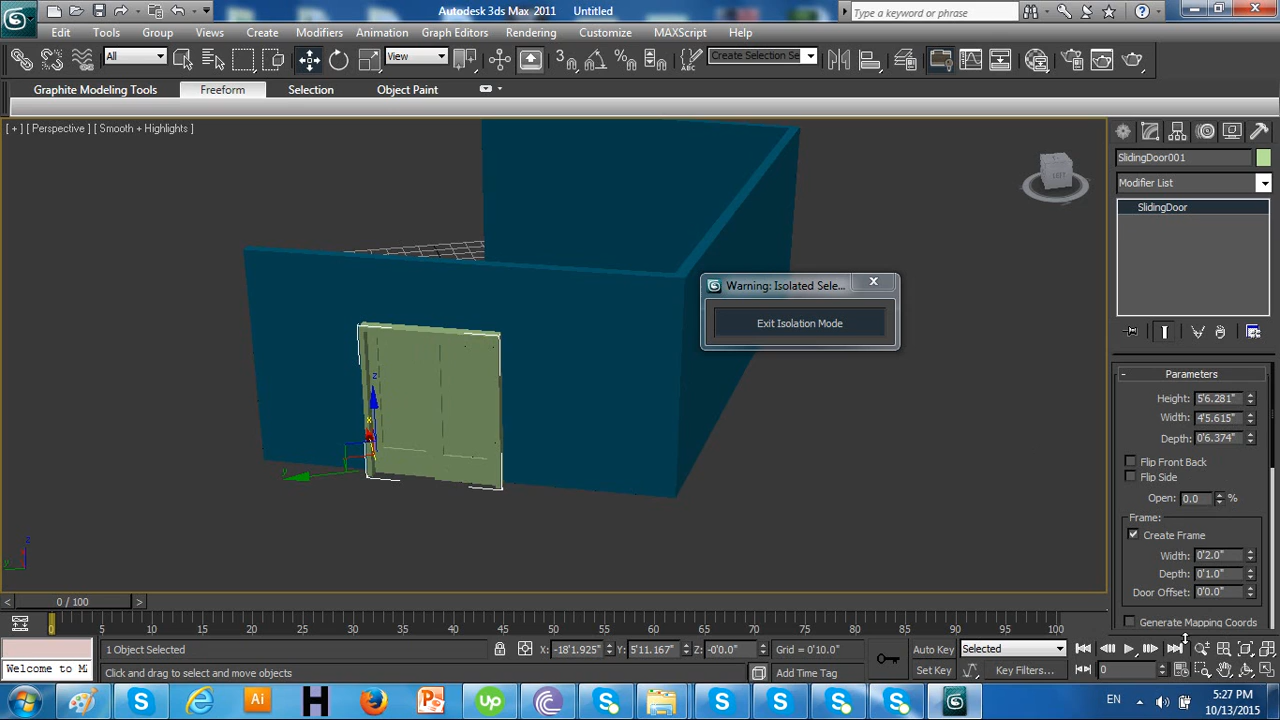 Autodesk 3ds Max 2011 Untitled
Type a keyword or phrase
Edit Tools Group Views Create Modifiers Animation Graph Editors Rendering Customize MAXScript Help
All View 3 Create Selection Se
Graphite Modeling Tools Freeform Selection Object Paint
[ + ] [ Perspective ] [ Smooth + Highlights ]
LEFT
SlidingDoor001
Modifier List
SlidingDoor
Warning: Isolated Sele...
Exit Isolation Mode
z
x
y
z
y
- Parameters
Height: 5'6.281"
Width: 4'5.615"
Depth: 0'6.374"
Flip Front Back
Flip Side
Open: 0.0 %
Frame:
Create Frame
Width: 0'2.0"
Depth: 0'1.0"
Door Offset: 0'0.0"
Generate Mapping Coords
< 0 / 100 >
0 5 10 15 20 25 30 35 40 45 50 55 60 65 70 75 80 85 90 95 100
1 Object Selected X: -18'1.925" Y: 5'11.167" Z: -0'0.0" Grid = 0'10.0" Auto Key Selected
Welcome to M Click and drag to select and move objects Add Time Tag Set Key Key Filters... 0
Ai H P Up S
EN 5:27 PM
10/13/2015